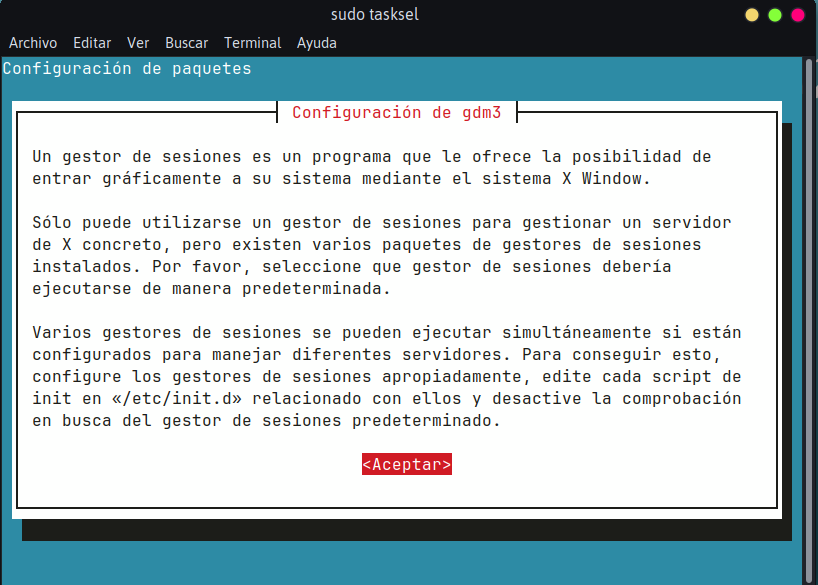 sudo tasksel
Archivo Editar Ver Buscar Terminal Ayuda
Configuración de paquetes
Configuración de gdm3
Un gestor de sesiones es un programa que le ofrece la posibilidad de
entrar gráficamente a su sistema mediante el sistema X Window.
Sólo puede utilizarse un gestor de sesiones para gestionar un servidor
de X concreto, pero existen varios paquetes de gestores de sesiones
instalados. Por favor, seleccione que gestor de sesiones debería
ejecutarse de manera predeterminada.
Varios gestores de sesiones se pueden ejecutar simultáneamente si están
configurados para manejar diferentes servidores. Para conseguir esto,
configure los gestores de sesiones apropiadamente, edite cada script de
init en «/etc/init.d» relacionado con ellos y desactive la comprobación
en busca del gestor de sesiones predeterminado.
<Aceptar>